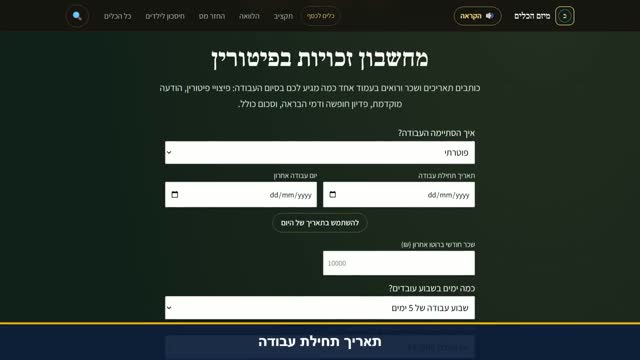 מיזם הכלים
הקראה
כלים לכסף
תקציב
הלוואה
החזר מס
חיסכון לילדים
כל הכלים
מחשבון זכויות בפיטורין
כותבים תאריכים ושכר ורואים בעמוד אחד כמה מגיע לכם בסיום העבודה: פיצויי פיטורין, הודעה
מוקדמת, פדיון חופשה ודמי הבראה, וסכום כולל.
איך הסתיימה העבודה?
פוטרתי
תאריך תחילת עבודה
יום עבודה אחרון
dd/mm/yyyy
dd/mm/yyyy
להשתמש בתאריך של היום
שכר חודשי ברוטו אחרון (₪)
10000
כמה ימים בשבוע עובדים?
שבוע עבודה של 5 ימים
תאריך תחילת עבודה